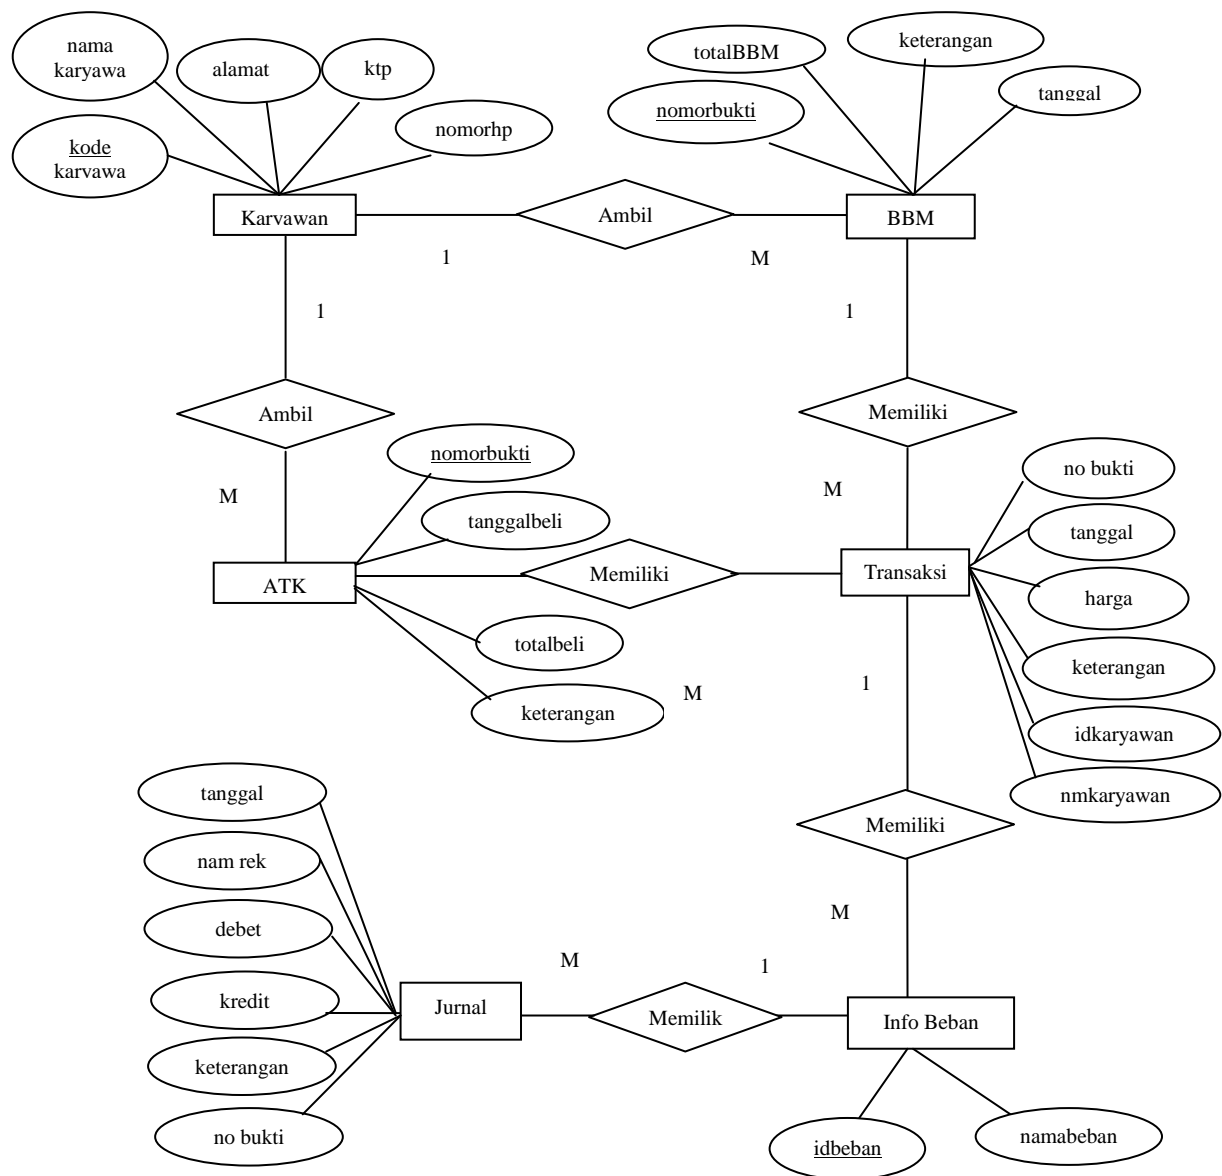 nama
karyawa
alamat
ktp
nomorhp
kode
karvawa
totalBBM
keterangan
nomorbukti
tanggal
Karvawan
Ambil
BBM
1
M
1
1
Ambil
Memiliki
M
nomorbukti
M
no bukti
tanggalbeli
tanggal
ATK
Memiliki
Transaksi
harga
totalbeli
keterangan
M
1
keterangan
idkaryawan
nmkaryawan
tanggal
Memiliki
nam rek
debet
M
M
1
kredit
Jurnal
Memilik
Info Beban
keterangan
no bukti
idbeban
namabeban